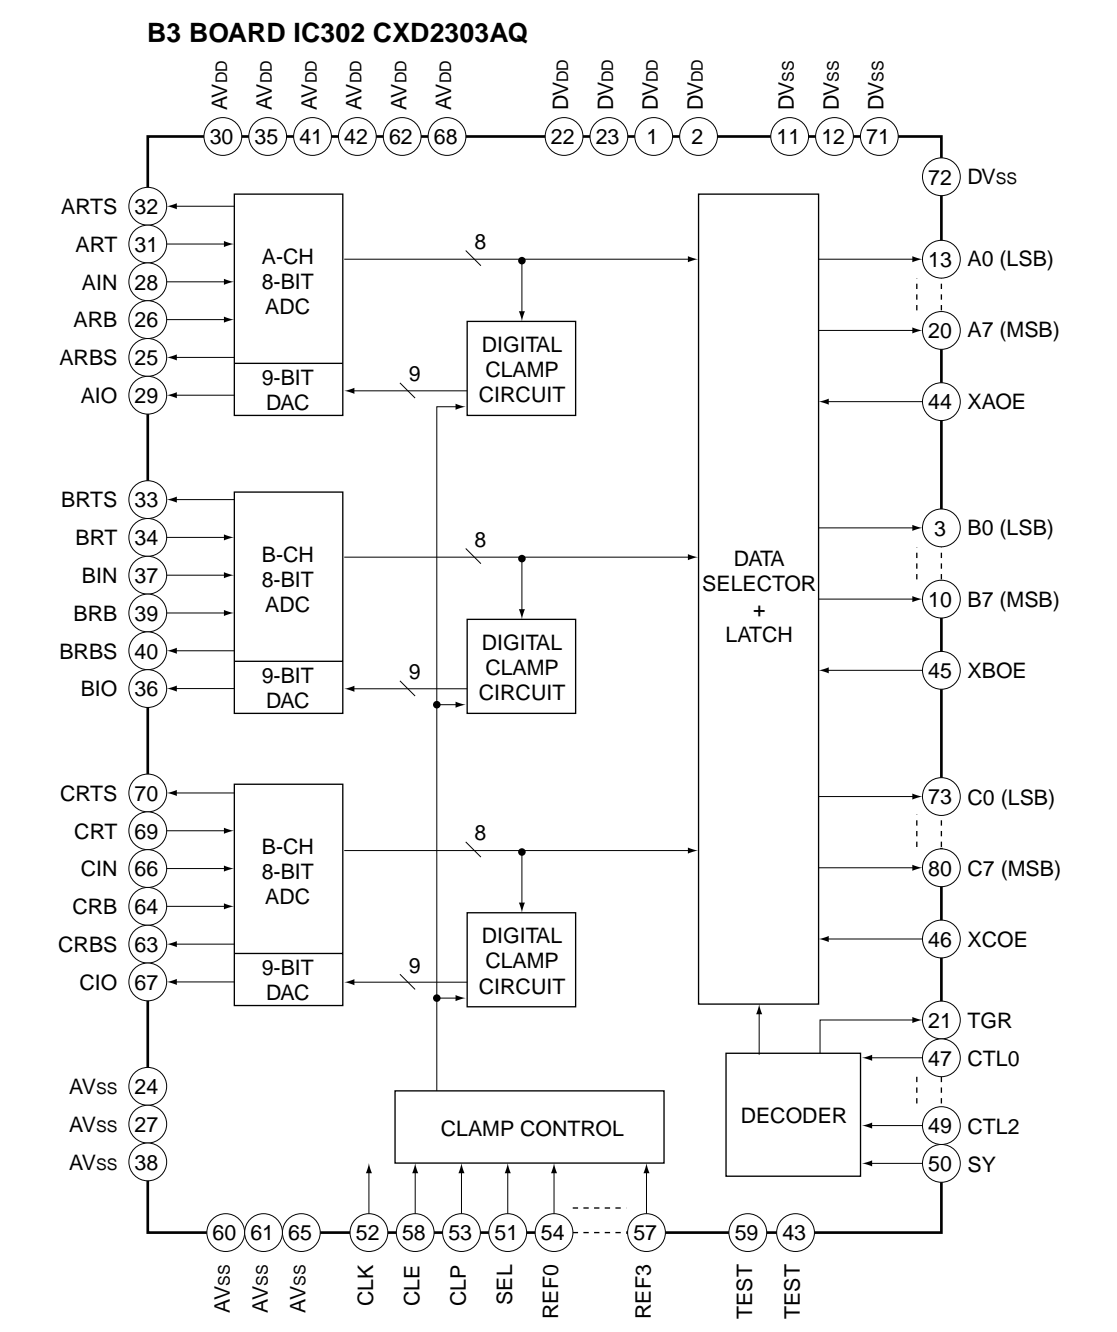 B3 BOARD IC302 CXD2303AQ
AVDD AVDD AVDD AVDD AVDD AVDD DVDD DVDD DVDD DVDD DVSS DVSS DVSS
30 35 41 42 62 68 22 23 1 2 11 12 71
72 DVSS
ARTS 32
ART 31
AIN 28
ARB 26
ARBS 25
AIO 29
A-CH
8-BIT
ADC
9-BIT
DAC
8
9
DIGITAL
CLAMP
CIRCUIT
13 A0 (LSB)
20 A7 (MSB)
44 XAOE
BRTS 33
BRT 34
BIN 37
BRB 39
BRBS 40
BIO 36
B-CH
8-BIT
ADC
9-BIT
DAC
8
9
DIGITAL
CLAMP
CIRCUIT
DATA
SELECTOR
+
LATCH
3 B0 (LSB)
10 B7 (MSB)
45 XBOE
CRTS 70
CRT 69
CIN 66
CRB 64
CRBS 63
CIO 67
B-CH
8-BIT
ADC
9-BIT
DAC
8
9
DIGITAL
CLAMP
CIRCUIT
73 C0 (LSB)
80 C7 (MSB)
46 XCOE
21 TGR
47 CTL0
49 CTL2
50 SY
DECODER
AVSS 24
AVSS 27
AVSS 38
CLAMP CONTROL
60 61 65 52 58 53 51 54 57 59 43
AVSS AVSS AVSS CLK CLE CLP SEL REF0 REF3 TEST TEST